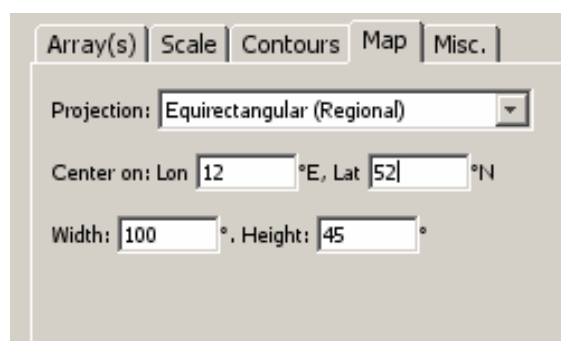 Array(s) Scale Contours Map Misc.
Projection: Equirectangular (Regional)
Center on: Lon 12 °E, Lat 52 °N
Width: 100 °. Height: 45 °